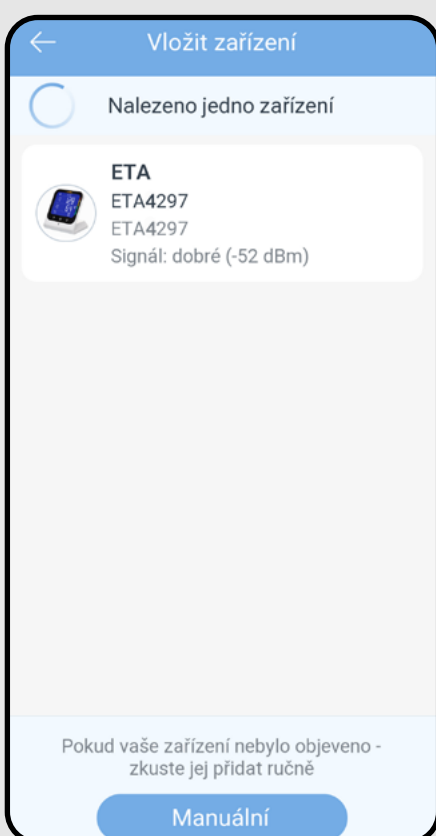 Vložit zařízení
Nalezeno jedno zařízení
ETA
ETA4297
ETA4297
Signál: dobré (-52 dBm)
Pokud vaše zařízení nebylo objeveno -
zkuste jej přidat ručně
Manuální